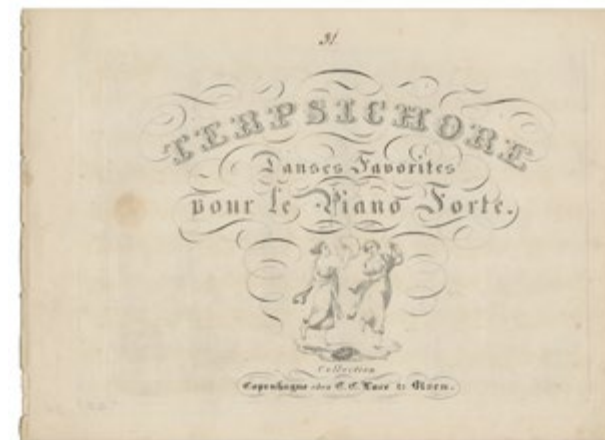 31.
TERPSICHORE
Danses Favorites
pour le Piano Forte.
Collection
Copenhague chez C. C. Lose & Olsen.